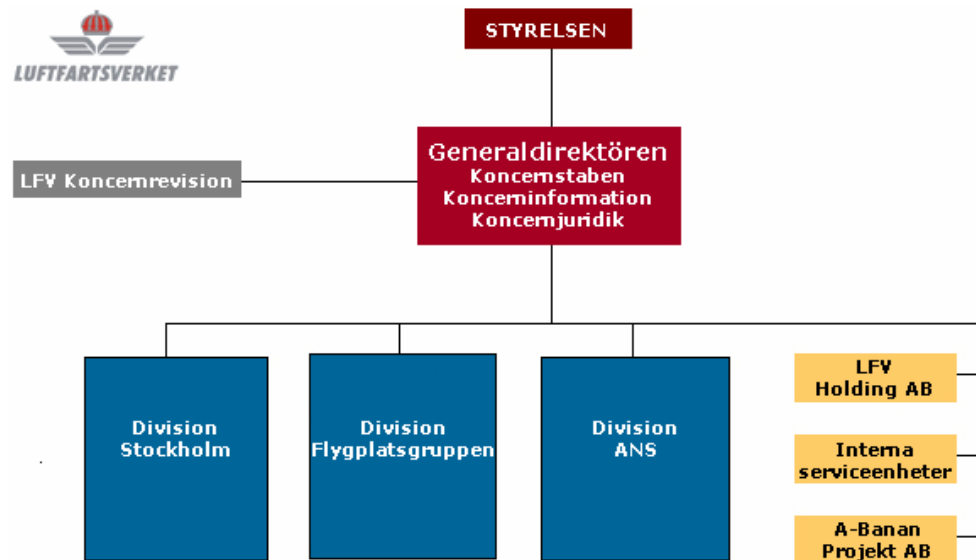 LUFTFARTSVERKET
STYRELSEN
Generaldirektören
Koncernstaben
Koncerninformation
Koncernjuridik
LFV Koncernrevision
Division
Stockholm
Division
Flygplatsgruppen
Division
ANS
LFV
Holding AB
Interna
serviceenheter
A-Banan
Projekt AB